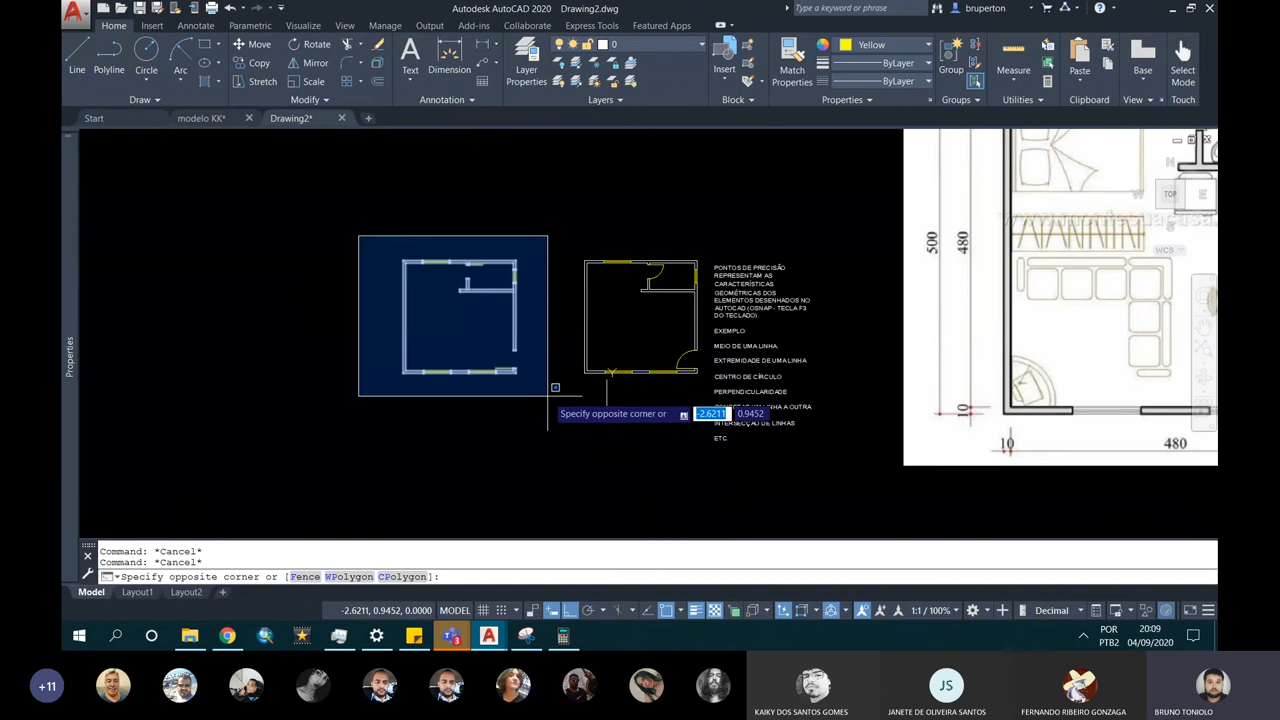 Autodesk AutoCAD 2020 Drawing2.dwg
Type a keyword or phrase
bruperton
Home Insert Annotate Parametric Visualize View Manage Output Add-ins Collaborate Express Tools Featured Apps
Line Polyline Circle Arc
Move Rotate
Copy Mirror
Stretch Scale
Text Dimension
Layer
Properties
0
Insert
Match
Properties
Yellow
ByLayer
ByLayer
Group
Measure
Paste
Base
Select
Mode
Draw Modify Annotation Layers Block Properties Groups Utilities Clipboard View Touch
Start modelo KK* Drawing2*
Properties
PONTOS DE PRECISÃO
REPRESENTAM AS
CARACTERÍSTICAS
GEOMÉTRICAS DOS
ELEMENTOS DESENHADOS NO
AUTOCAD (OSNAP - TECLA F3
DO TECLADO).
EXEMPLO:
MEIO DE UMA LINHA.
EXTREMIDADE DE UMA LINHA
CENTRO DE CÍRCULO
PERPENDICULARIDADE
LINHA A OUTRA
INTERSECÇÃO DE LINHAS
ETC.
Specify opposite corner or -2.6211 0.9452
N
W TOP E
WCS
500 480
10
10 480
Command: *Cancel*
Command: *Cancel*
Specify opposite corner or [Fence WPolygon CPolygon]:
Model Layout1 Layout2
-2.6211, 0.9452, 0.0000 MODEL 1:1 / 100% Decimal
POR
PTB2
20:09
04/09/2020
+11
JS
KAIKY DOS SANTOS GOMES JANETE DE OLIVEIRA SANTOS FERNANDO RIBEIRO GONZAGA BRUNO TONIOLO